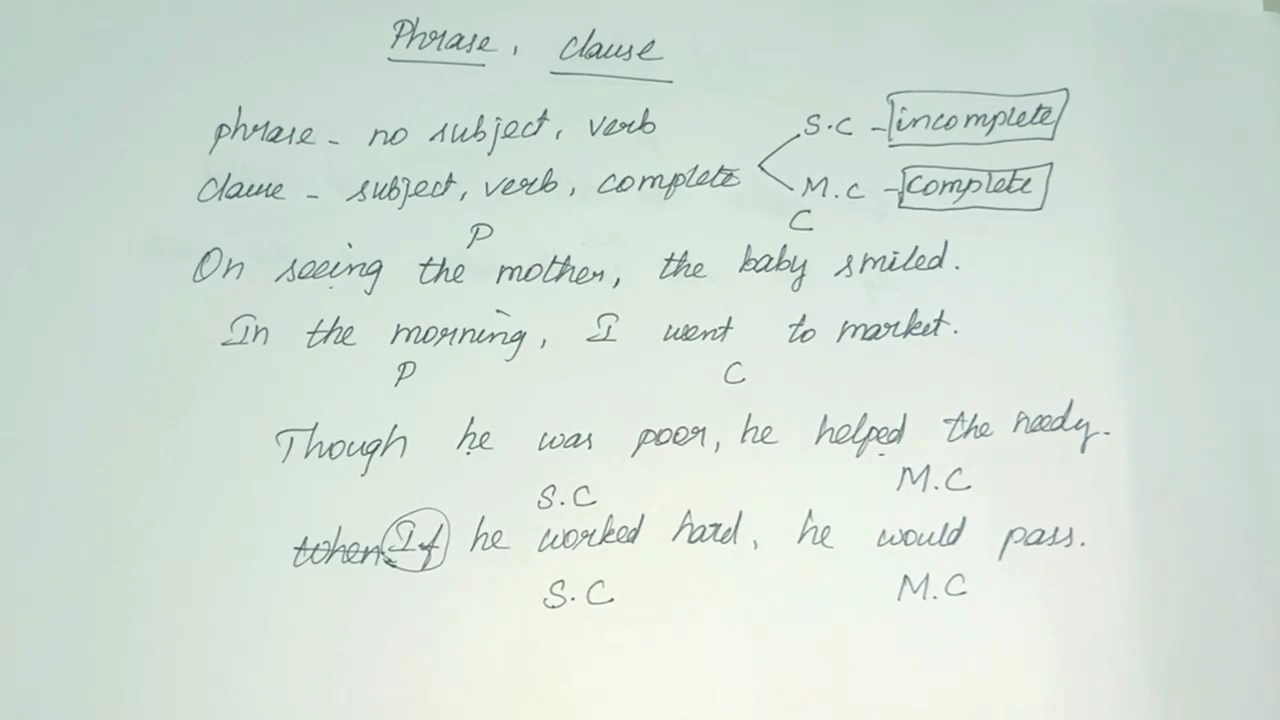 Phrase, Clause
phrase - no subject, verb
S.C - incomplete
clause - subject, verb, complete
M.C - complete
P C
On seeing the mother, the baby smiled.
In the morning, I went to market.
P C
Though he was poor, he helped the needy.
S.C M.C
When If he worked hard, he would pass.
S.C M.C